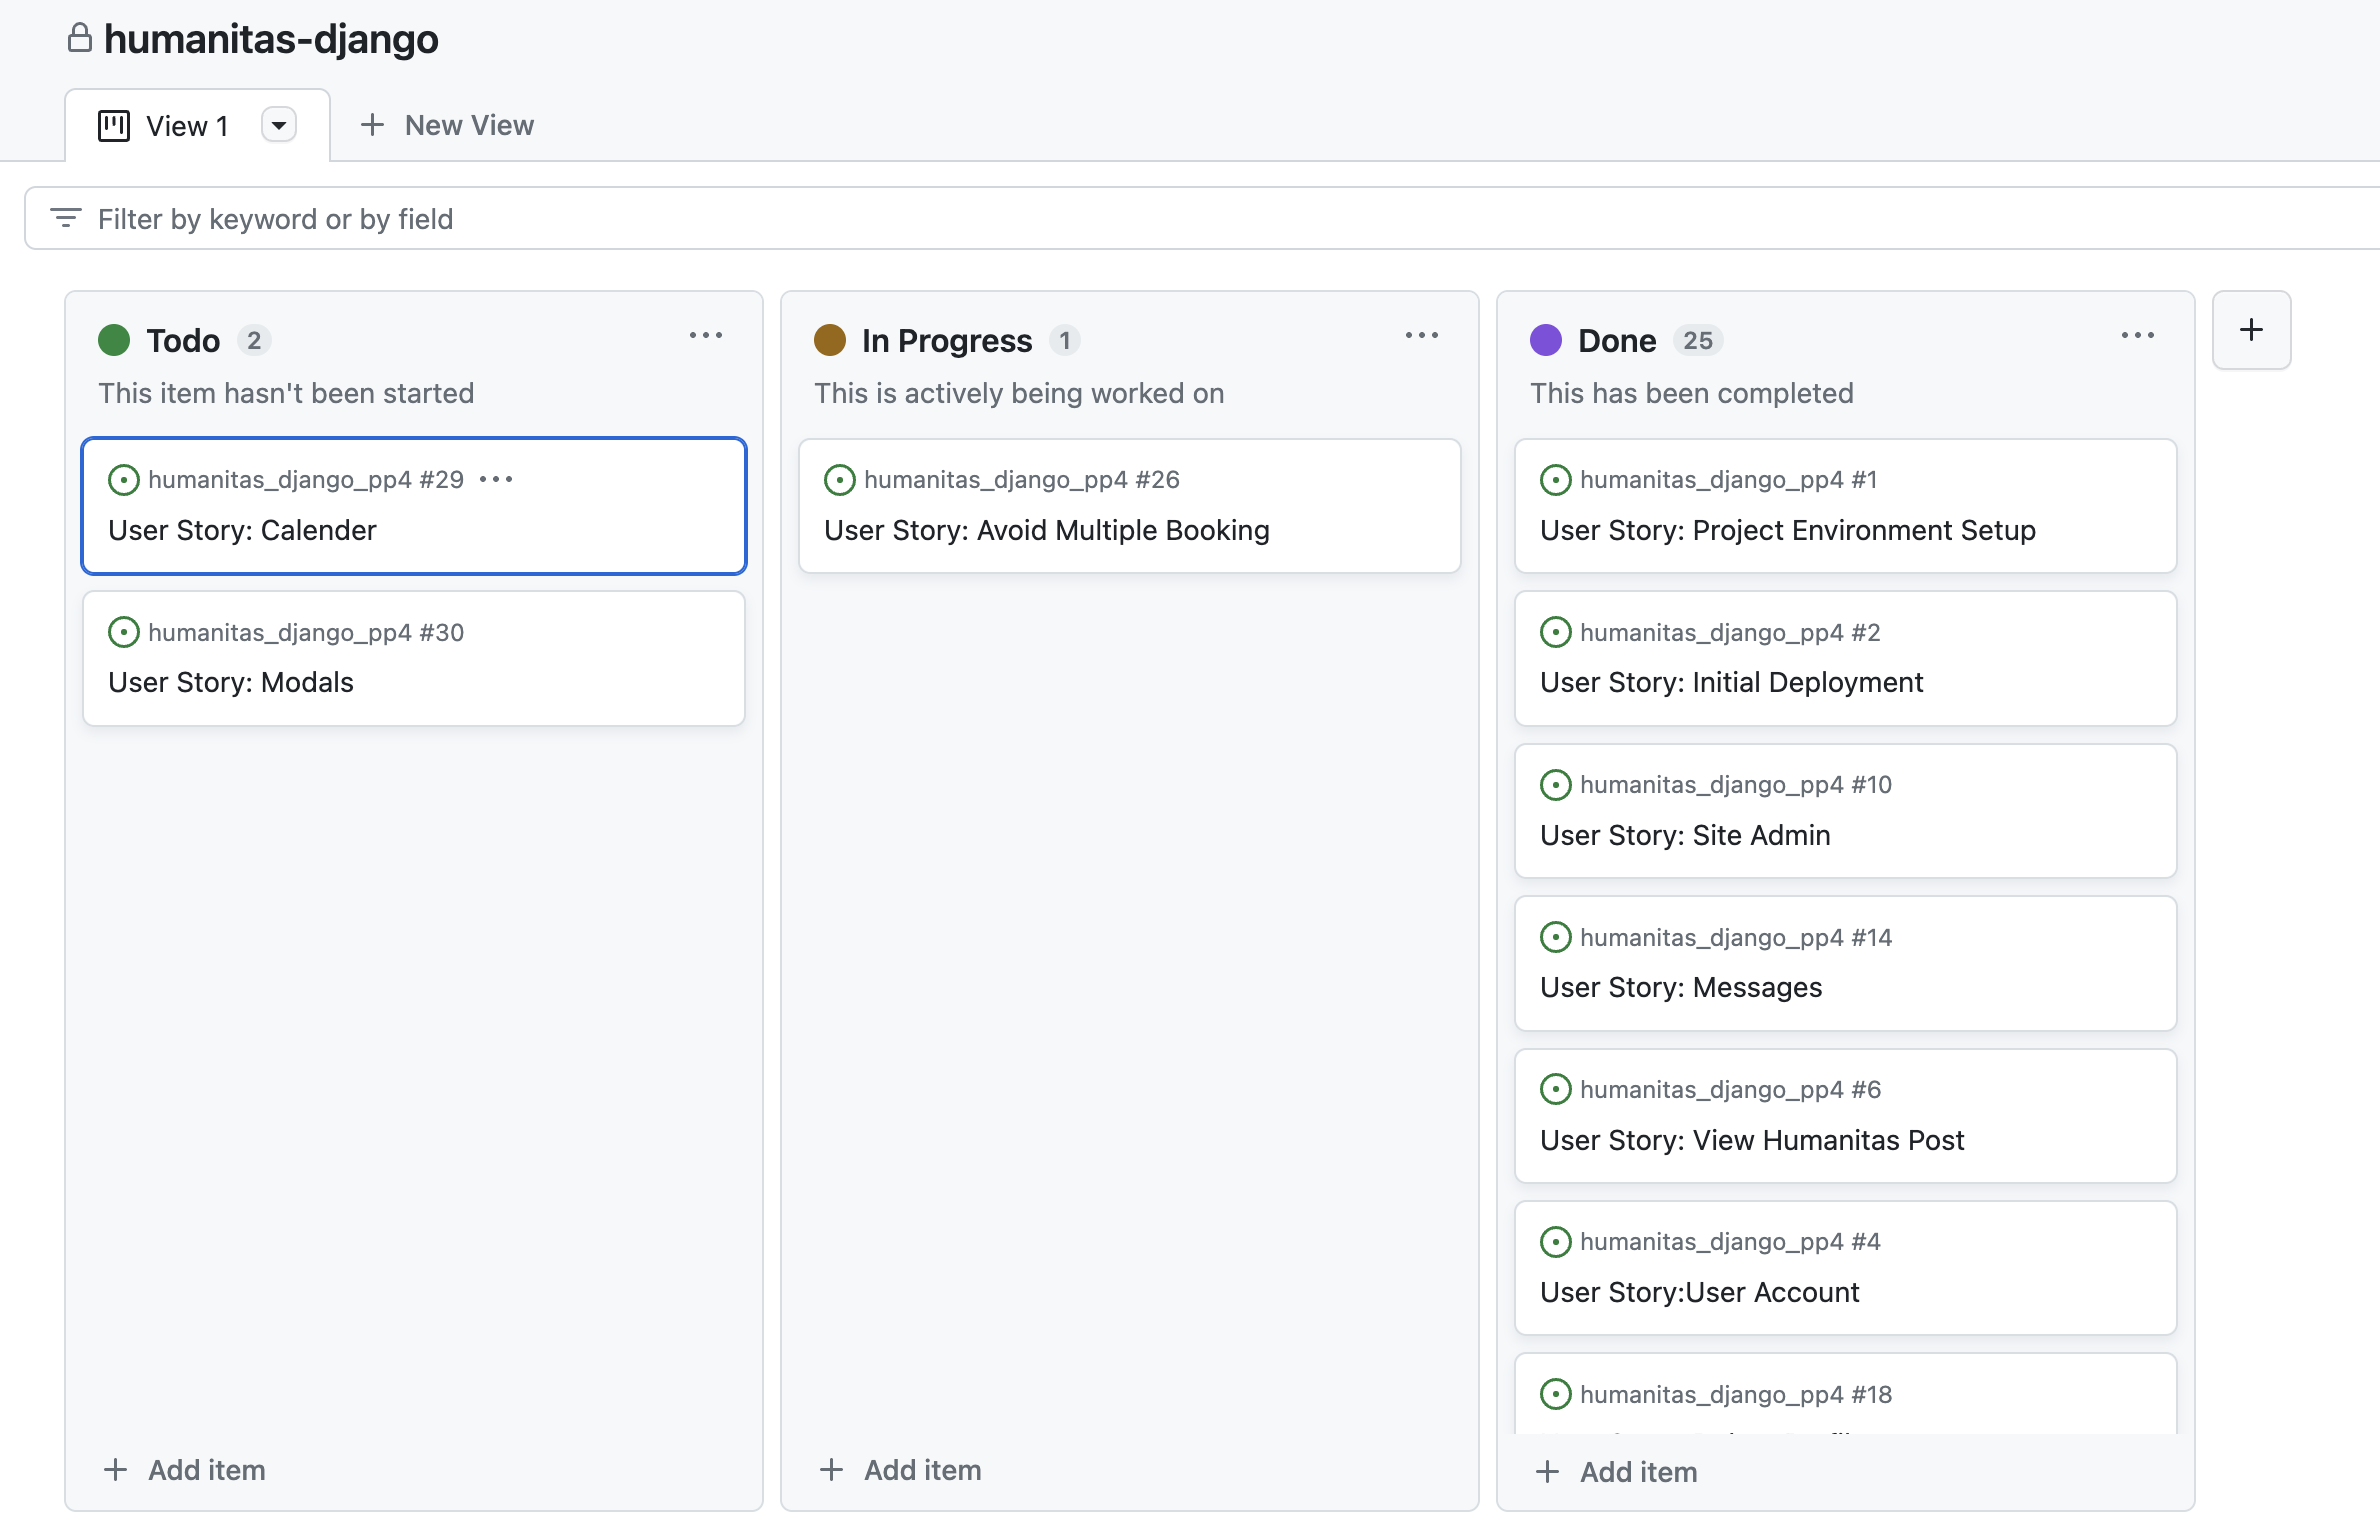 humanitas-django
View 1
New View
Filter by keyword or by field
Todo 2
This item hasn't been started
humanitas_django_pp4 #29
User Story: Calender
humanitas_django_pp4 #30
User Story: Modals
Add item
In Progress 1
This is actively being worked on
humanitas_django_pp4 #26
User Story: Avoid Multiple Booking
Add item
Done 25
This has been completed
humanitas_django_pp4 #1
User Story: Project Environment Setup
humanitas_django_pp4 #2
User Story: Initial Deployment
humanitas_django_pp4 #10
User Story: Site Admin
humanitas_django_pp4 #14
User Story: Messages
humanitas_django_pp4 #6
User Story: View Humanitas Post
humanitas_django_pp4 #4
User Story:User Account
humanitas_django_pp4 #18
Add item